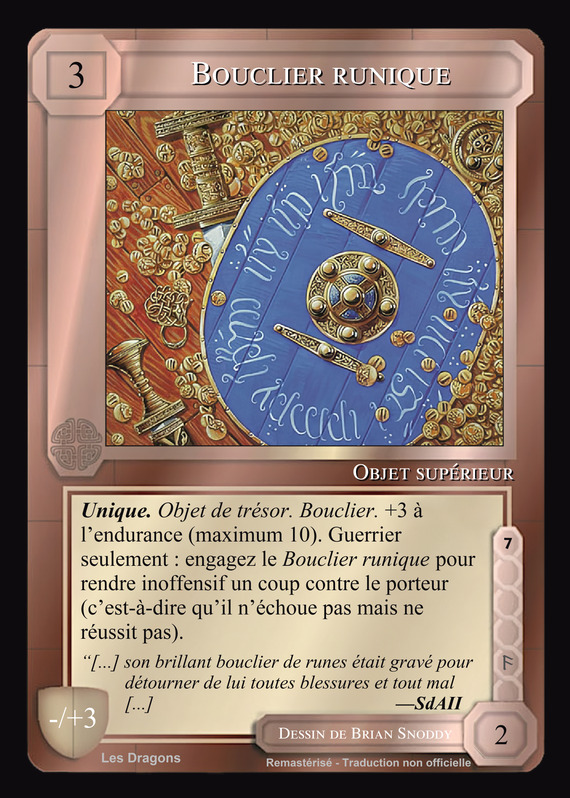 3
BOUCLIER RUNIQUE
OBJET SUPÉRIEUR
Unique. Objet de trésor. Bouclier. +3 à
l'endurance (maximum 10). Guerrier
seulement : engagez le Bouclier runique pour
rendre inoffensif un coup contre le porteur
(c'est-à-dire qu'il n'échoue pas mais ne
réussit pas).
7
"[...] son brillant bouclier de runes était gravé pour
détourner de lui toutes blessures et tout mal
[...] —SdAII
-/+3
DESSIN DE BRIAN SNODDY
2
Les Dragons
Remastérisé - Traduction non officielle